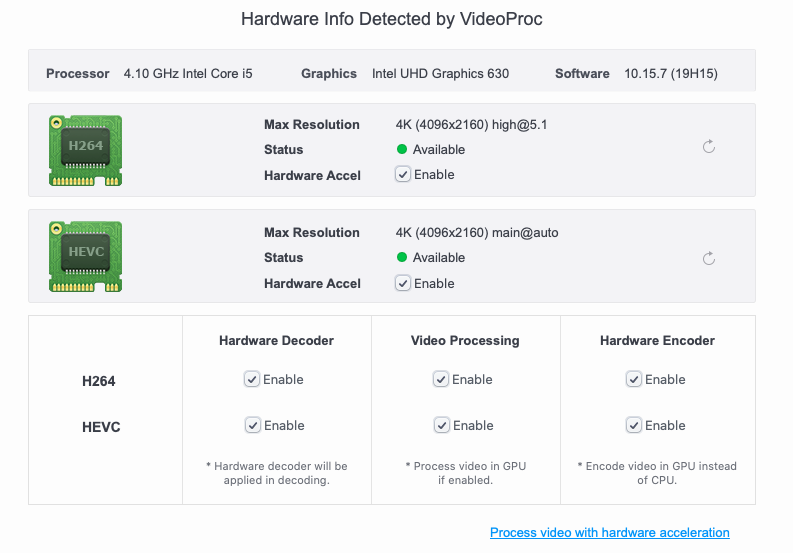 Hardware Info Detected by VideoProc
Processor 4.10 GHz Intel Core i5 Graphics Intel UHD Graphics 630 Software 10.15.7 (19H15)
H264
Max Resolution 4K (4096x2160) high@5.1
Status Available
Hardware Accel Enable
HEVC
Max Resolution 4K (4096x2160) main@auto
Status Available
Hardware Accel Enable
Hardware Decoder Video Processing Hardware Encoder
H264 Enable Enable Enable
HEVC Enable Enable Enable
* Hardware decoder will be * Process video in GPU * Encode video in GPU instead
applied in decoding. if enabled. of CPU.
Process video with hardware acceleration